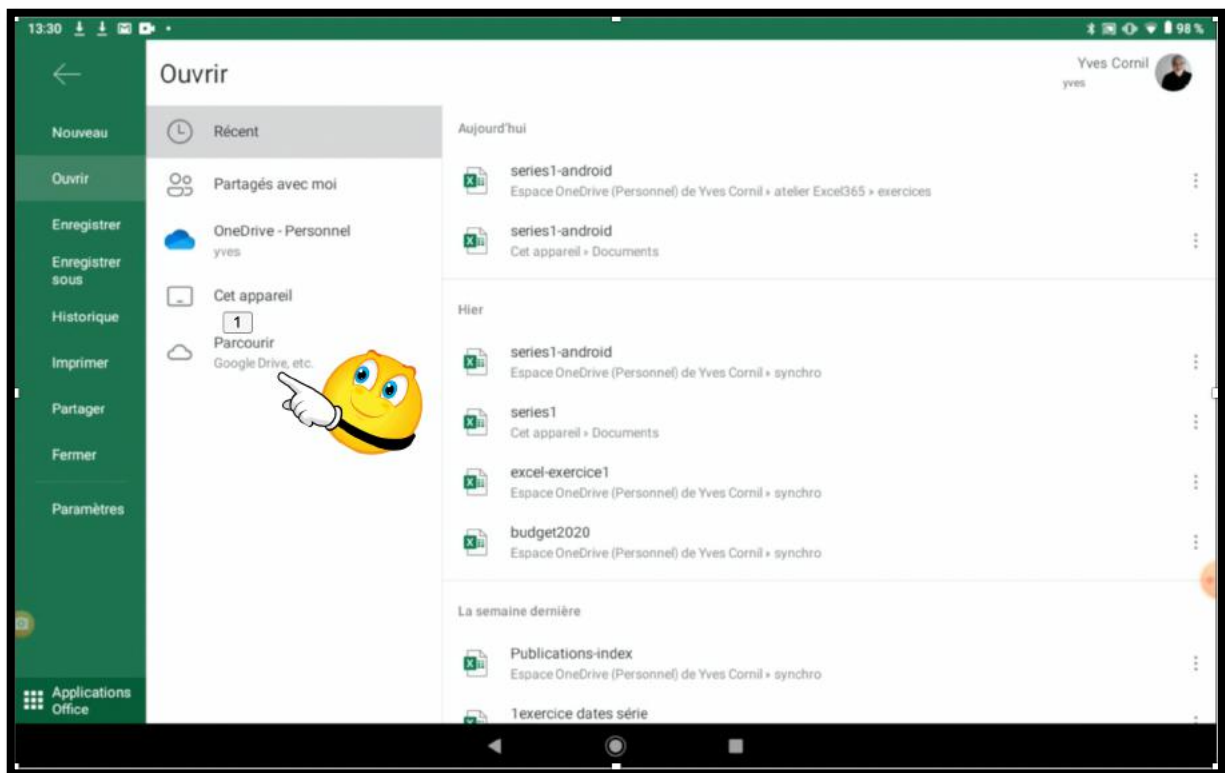 13:30
98 %
Ouvrir
Yves Cornil
yves
Nouveau
Ouvrir
Enregistrer
Enregistrer
sous
Historique
Imprimer
Partager
Fermer
Paramètres
Applications
Office
Récent
Partagés avec moi
OneDrive - Personnel
yves
Cet appareil
1
Parcourir
Google Drive, etc.
Aujourd'hui
series1-android
Espace OneDrive (Personnel) de Yves Cornil » atelier Excel365 » exercices
series1-android
Cet appareil » Documents
Hier
series1-android
Espace OneDrive (Personnel) de Yves Cornil » synchro
series1
Cet appareil » Documents
excel-exercice1
Espace OneDrive (Personnel) de Yves Cornil » synchro
budget2020
Espace OneDrive (Personnel) de Yves Cornil » synchro
La semaine dernière
Publications-index
Espace OneDrive (Personnel) de Yves Cornil » synchro
1exercice dates série